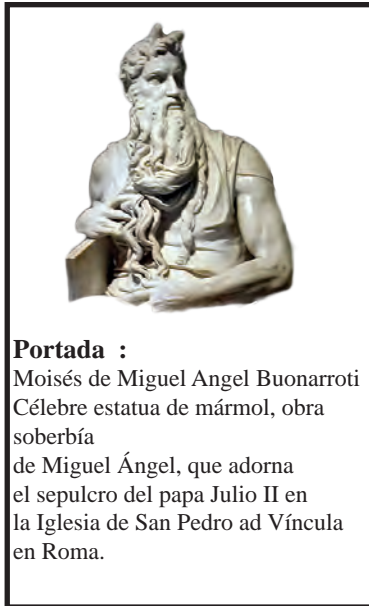 Portada :
Moisés de Miguel Angel Buonarroti
Célebre estatua de mármol, obra
soberbía
de Miguel Ángel, que adorna
el sepulcro del papa Julio II en
la Iglesia de San Pedro ad Víncula
en Roma.